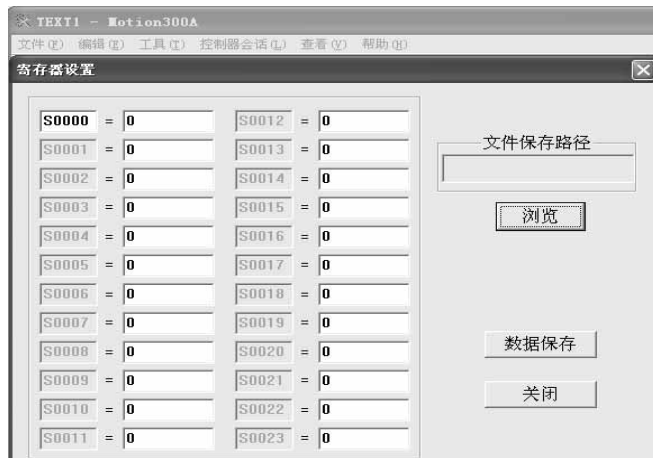 TEXT1 - Motion300A
文件(F) 编辑(E) 工具(T) 控制器会话(L) 查看(V) 帮助(H)
寄存器设置
S0000 = 0 S0012 = 0
S0001 = 0 S0013 = 0
S0002 = 0 S0014 = 0
S0003 = 0 S0015 = 0
S0004 = 0 S0016 = 0
S0005 = 0 S0017 = 0
S0006 = 0 S0018 = 0
S0007 = 0 S0019 = 0
S0008 = 0 S0020 = 0
S0009 = 0 S0021 = 0
S0010 = 0 S0022 = 0
S0011 = 0 S0023 = 0
文件保存路径
浏览
数据保存
关闭